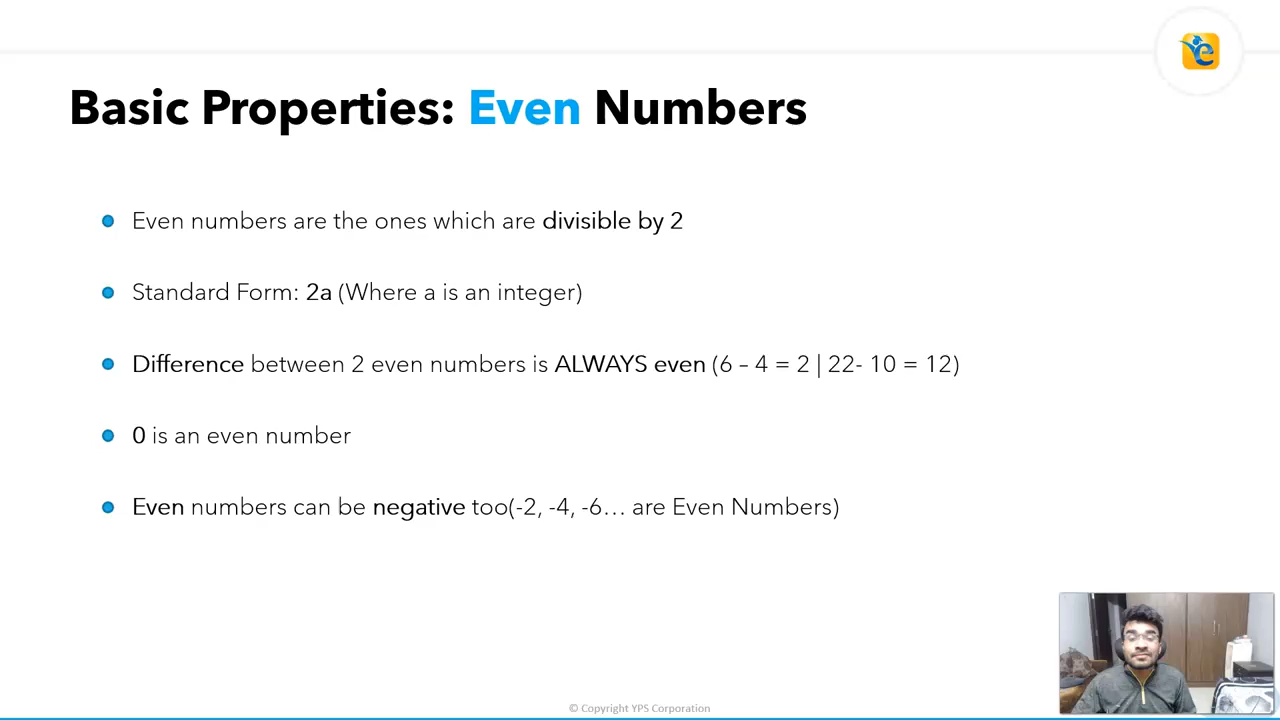 e
Basic Properties: Even Numbers
Even numbers are the ones which are divisible by 2
Standard Form: 2a (Where a is an integer)
Difference between 2 even numbers is ALWAYS even (6 – 4 = 2 | 22- 10 = 12)
0 is an even number
Even numbers can be negative too(-2, -4, -6… are Even Numbers)
© Copyright YPS Corporation